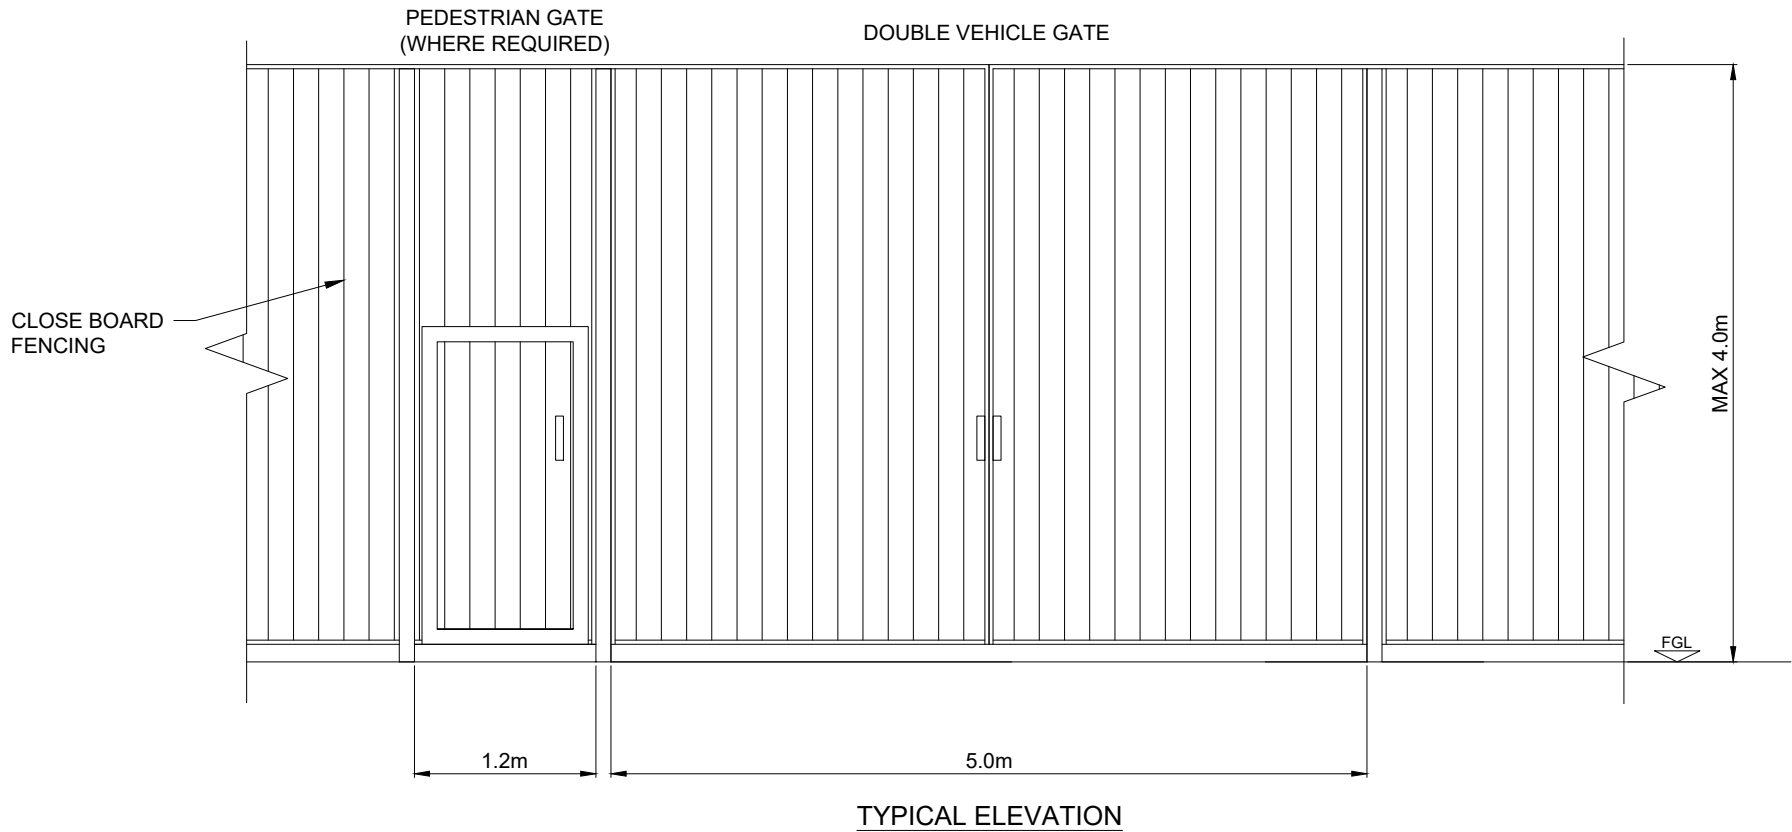 PEDESTRIAN GATE
(WHERE REQUIRED)
DOUBLE VEHICLE GATE
CLOSE BOARD
FENCING
MAX 4.0m
FGL
1.2m
5.0m
TYPICAL ELEVATION